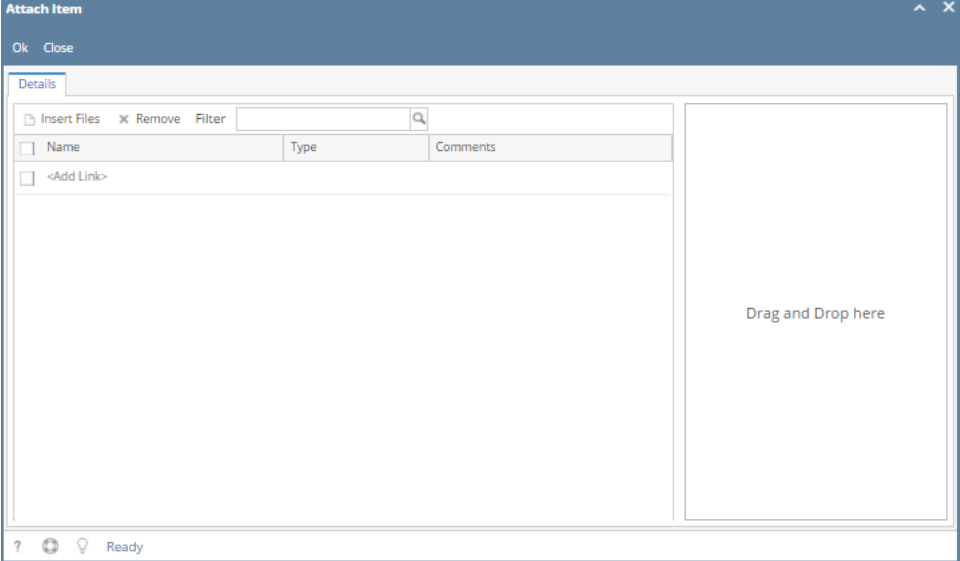 Attach Item
Ok Close
Details
Insert Files Remove Filter
Name Type Comments
<Add Link>
Drag and Drop here
? Ready